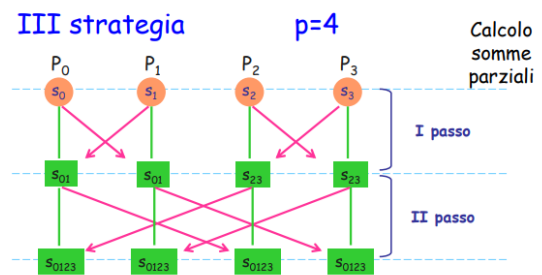 III strategia p=4
Calcolo
somme
parziali
P0 P1 P2 P3
s0 s1 s2 s3
I passo
s01 s01 s23 s23
II passo
s0123 s0123 s0123 s0123